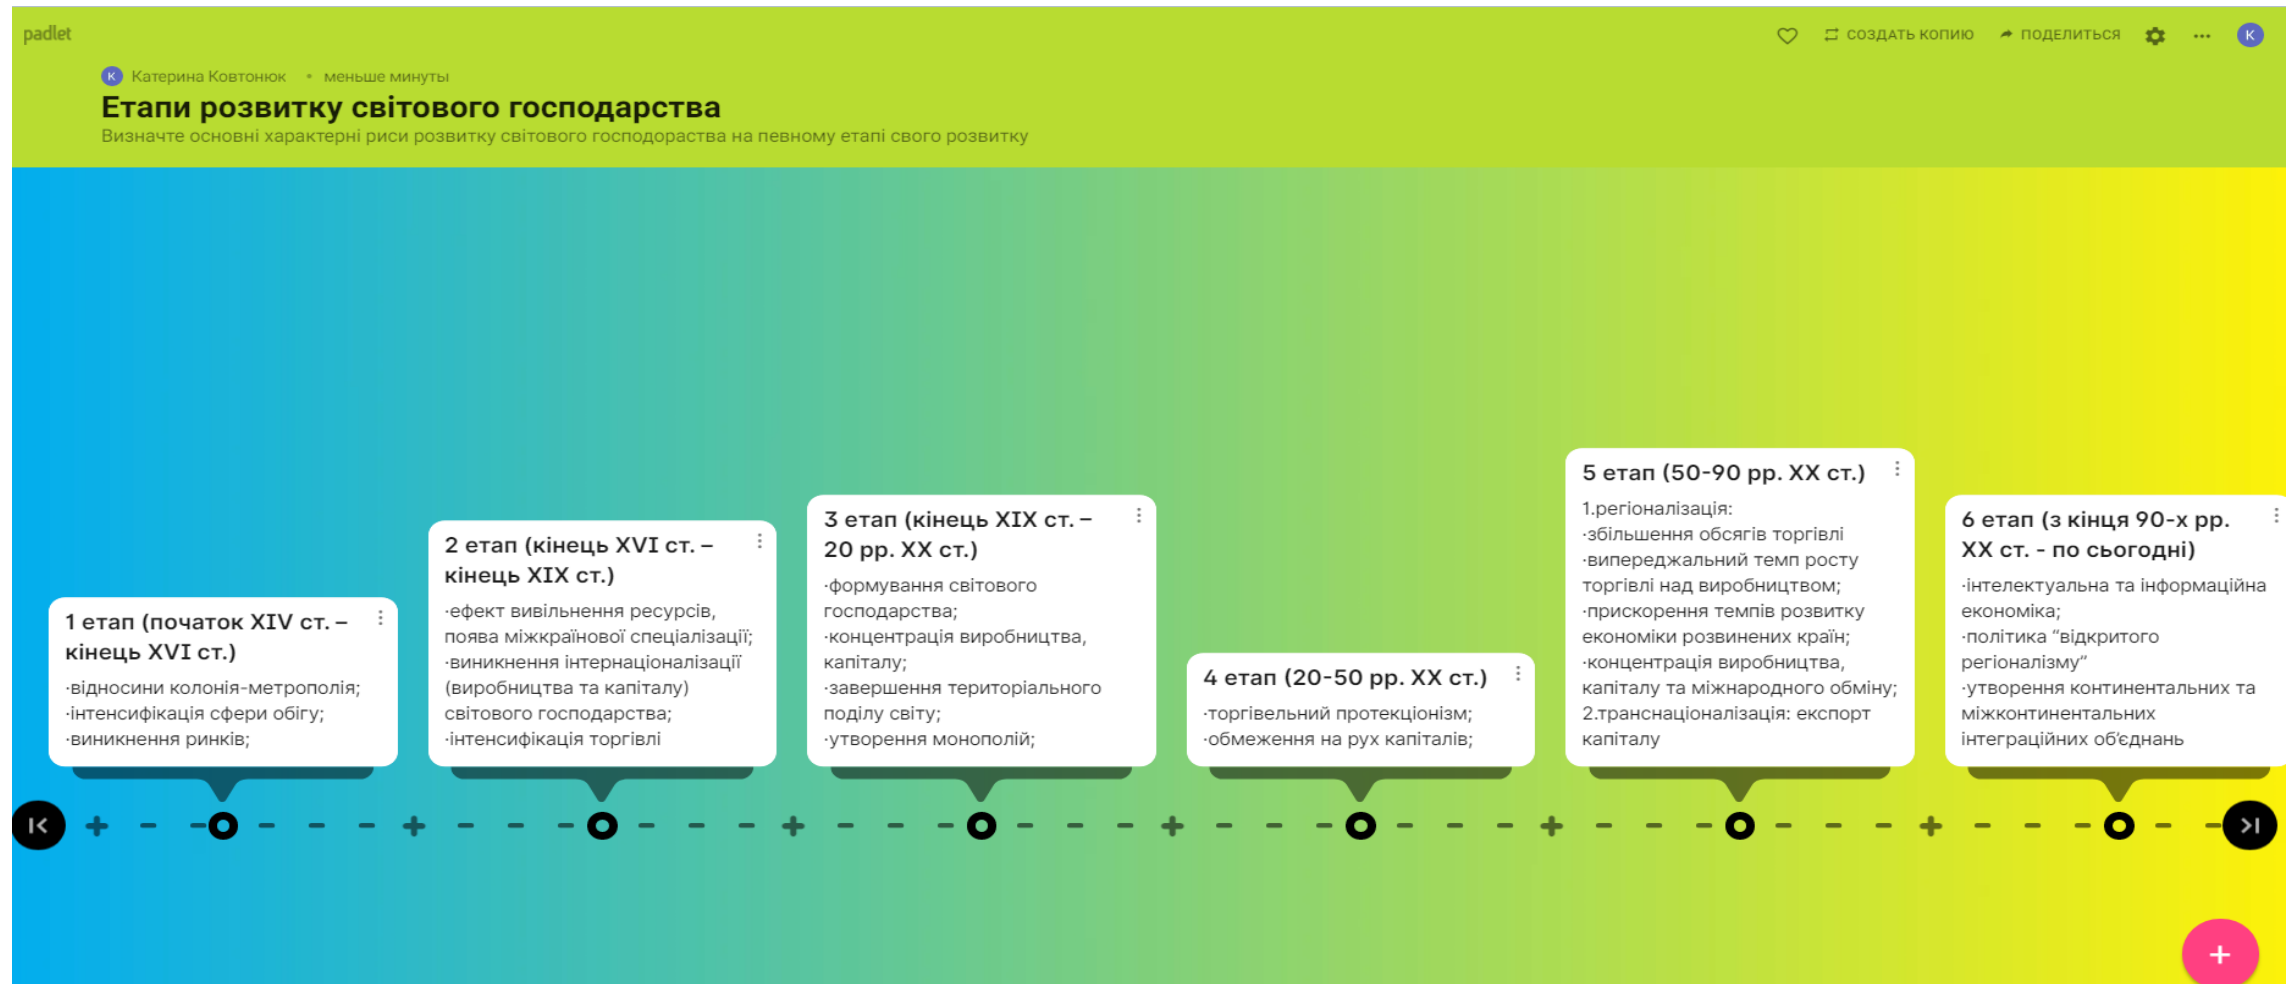 padlet
СОЗДАТЬ КОПИЮ
ПОДЕЛИТЬСЯ
K
K Катерина Ковтонюк • меньше минуты
Етапи розвитку світового господарства
Визначте основні характерні риси розвитку світового господораства на певному етапі свого розвитку
1 етап (початок XIV ст. –
кінець XVI ст.)
·відносини колонія-метрополія;
·інтенсифікація сфери обігу;
·виникнення ринків;
2 етап (кінець XVI ст. –
кінець XIX ст.)
·ефект вивільнення ресурсів,
поява міжкраїнової спеціалізації;
·виникнення інтернаціоналізації
(виробництва та капіталу)
світового господарства;
·інтенсифікація торгівлі
3 етап (кінець XIX ст. –
20 рр. XX ст.)
·формування світового
господарства;
·концентрація виробництва,
капіталу;
·завершення територіального
поділу світу;
·утворення монополій;
4 етап (20-50 рр. XX ст.)
·торгівельний протекціонізм;
·обмеження на рух капіталів;
5 етап (50-90 рр. XX ст.)
1.регіоналізація:
·збільшення обсягів торгівлі
·випереджальний темп росту
торгівлі над виробництвом;
·прискорення темпів розвитку
економіки розвинених країн;
·концентрація виробництва,
капіталу та міжнародного обміну;
2.транснаціоналізація: експорт
капіталу
6 етап (з кінця 90-х рр.
XX ст. - по сьогодні)
·інтелектуальна та інформаційна
економіка;
·політика “відкритого
регіоналізму”
·утворення континентальних та
міжконтинентальних
інтеграційних об’єднань